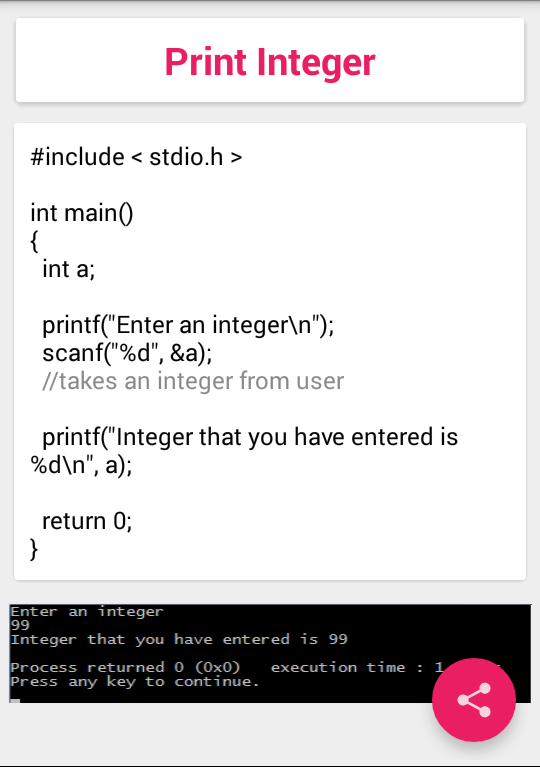 Print Integer
#include < stdio.h >
int main()
{
int a;
printf("Enter an integer\n");
scanf("%d", &a);
//takes an integer from user
printf("Integer that you have entered is
%d\n", a);
return 0;
}
Enter an integer
99
Integer that you have entered is 99
Process returned 0 (0x0)   execution time : 1
Press any key to continue.